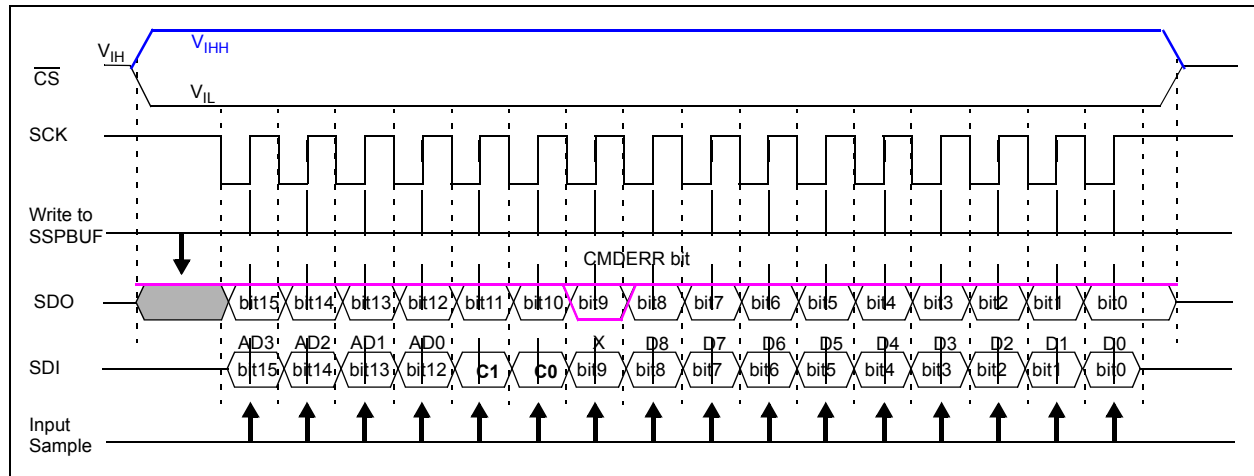 VIH
VIHH
CS
VIL
SCK
Write to
SSPBUF
CMDERR bit
SDO bit15 bit14 bit13 bit12 bit11 bit10 bit9 bit8 bit7 bit6 bit5 bit4 bit3 bit2 bit1 bit0
AD3 AD2 AD1 AD0 X D8 D7 D6 D5 D4 D3 D2 D1 D0
SDI bit15 bit14 bit13 bit12 C1 C0 bit9 bit8 bit7 bit6 bit5 bit4 bit3 bit2 bit1 bit0
Input
Sample